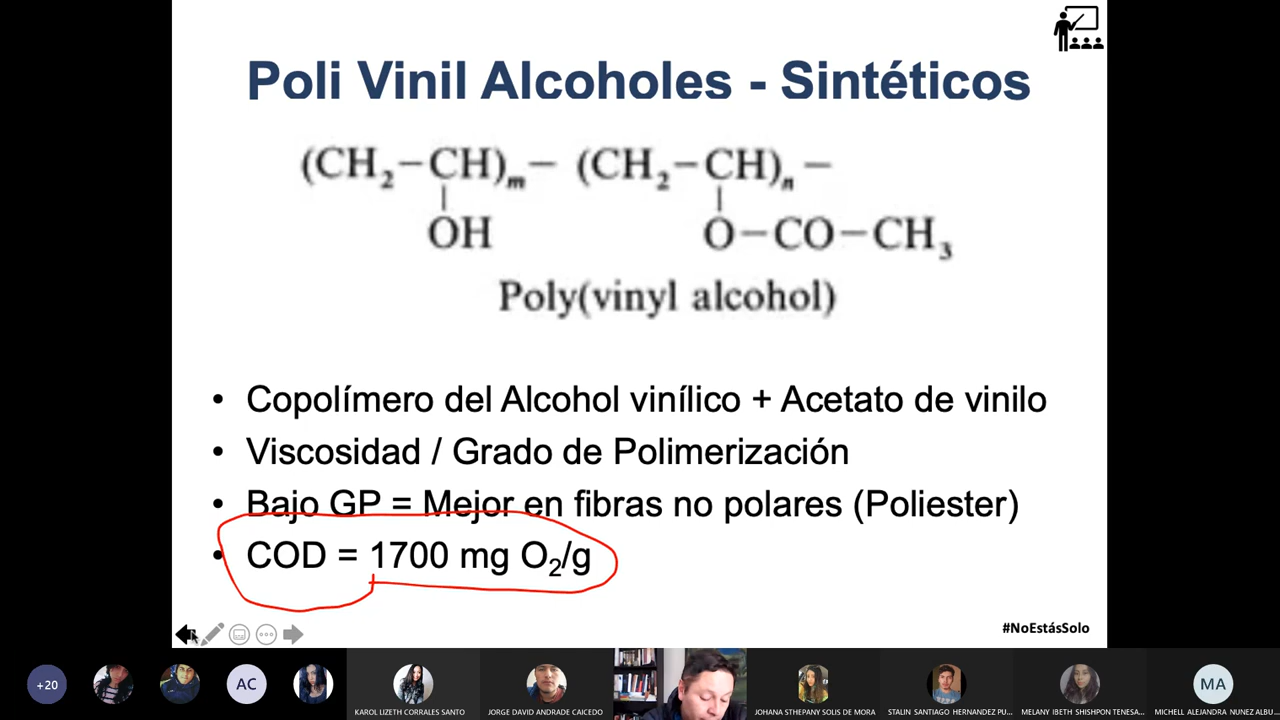 Poli Vinil Alcoholes - Sintéticos
(CH₂–CH)ₘ– (CH₂–CH)ₙ–
OH O–CO–CH₃
Poly(vinyl alcohol)
• Copolímero del Alcohol vinílico + Acetato de vinilo
• Viscosidad / Grado de Polimerización
• Bajo GP = Mejor en fibras no polares (Poliester)
• COD = 1700 mg O₂/g
#NoEstásSolo
+20
AC
MA
KAROL LIZETH CORRALES SANTO
JORGE DAVID ANDRADE CAICEDO
JOHANA STHEPANY SOLIS DE MORA
STALIN SANTIAGO HERNANDEZ PU...
MELANY IBETH SHISHPON TENESA...
MICHELL ALEJANDRA NUNEZ ALBU